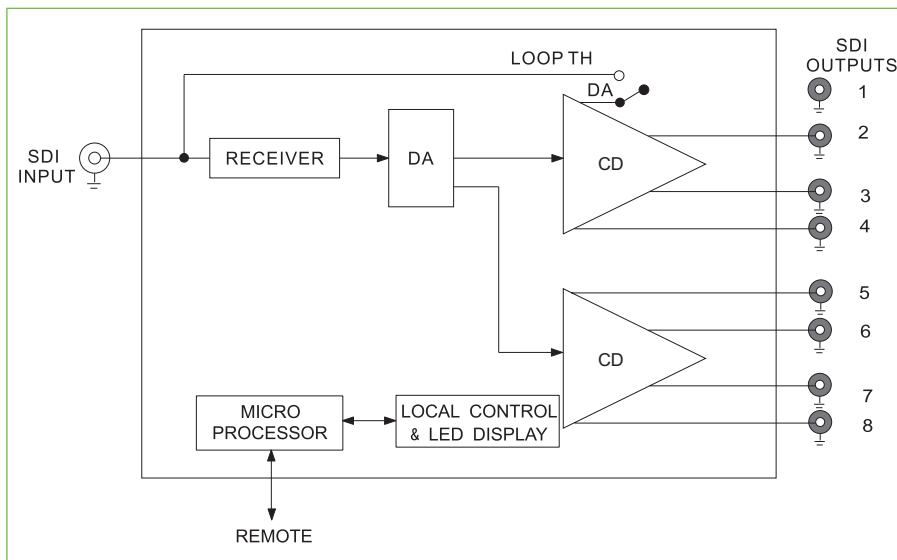 SDI
OUTPUTS
LOOP TH
DA
1
2
SDI
INPUT
RECEIVER
DA
CD
3
4
5
CD
6
7
8
MICRO
PROCESSOR
LOCAL CONTROL
& LED DISPLAY
REMOTE